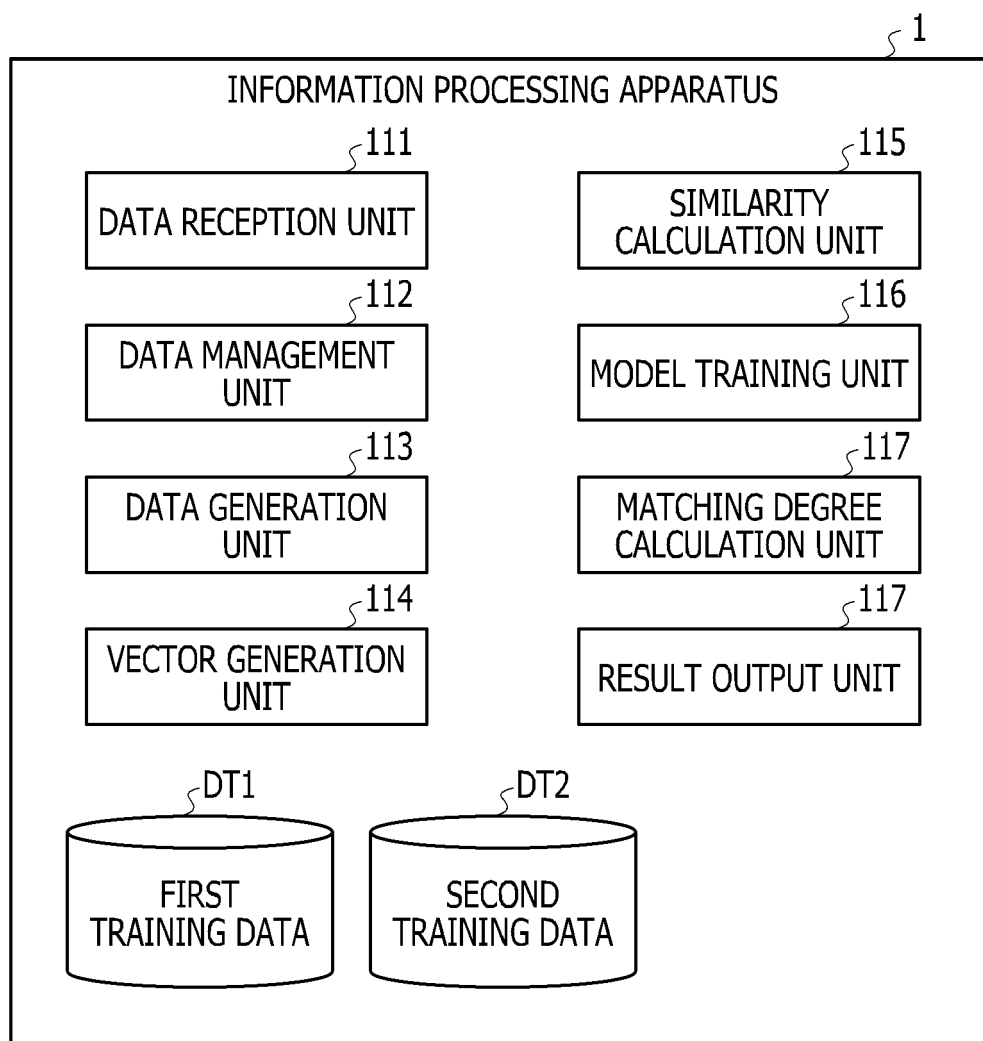 1
INFORMATION PROCESSING APPARATUS
111
DATA RECEPTION UNIT
115
SIMILARITY
CALCULATION UNIT
112
DATA MANAGEMENT
UNIT
116
MODEL TRAINING UNIT
113
DATA GENERATION
UNIT
117
MATCHING DEGREE
CALCULATION UNIT
114
VECTOR GENERATION
UNIT
117
RESULT OUTPUT UNIT
DT1
FIRST
TRAINING DATA
DT2
SECOND
TRAINING DATA